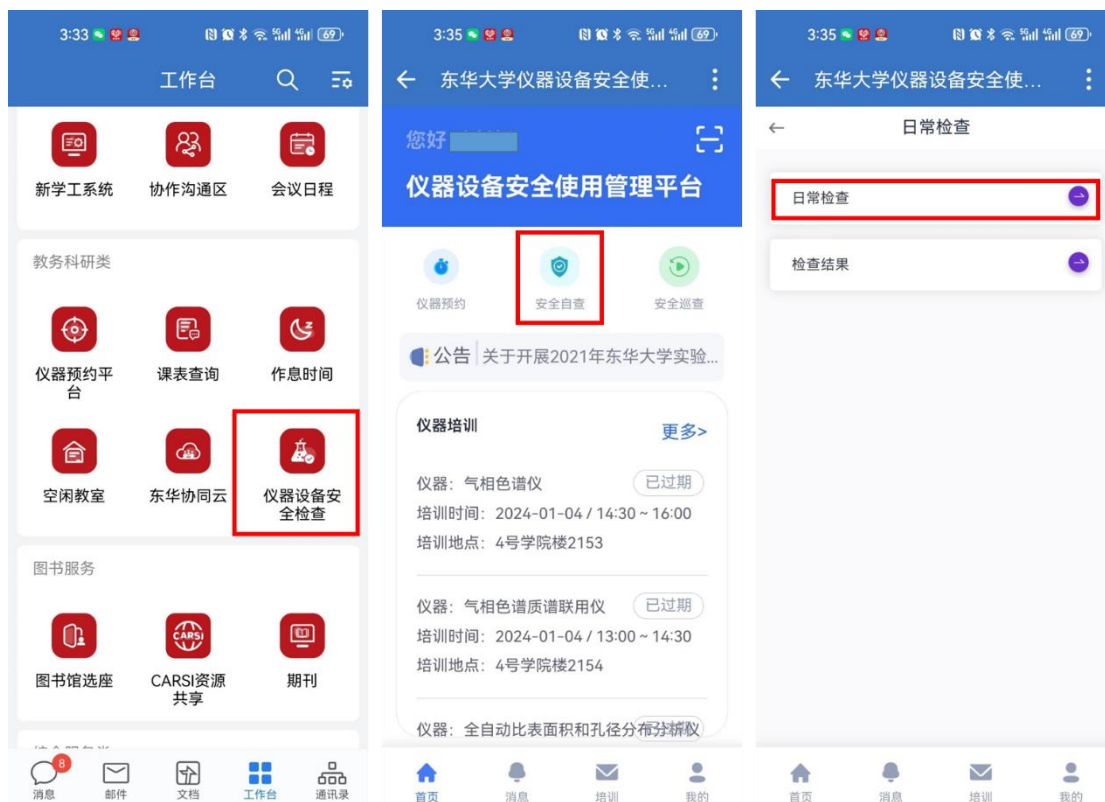 3:33
69
工作台
新学工系统 协作沟通区 会议日程
教务科研类
仪器预约平 课表查询 作息时间
台
空闲教室 东华协同云 仪器设备安
全检查
图书服务
CARSI
图书馆选座 CARSI资源 期刊
共享
8
消息 邮件 文档 工作台 通讯录
3:35
69
东华大学仪器设备安全使...
您好
仪器设备安全使用管理平台
仪器预约 安全自查 安全巡查
公告 关于开展2021年东华大学实验...
仪器培训 更多>
仪器：气相色谱仪 已过期
培训时间：2024-01-04 / 14:30 ~ 16:00
培训地点：4号学院楼2153
仪器：气相色谱质谱联用仪 已过期
培训时间：2024-01-04 / 13:00 ~ 14:30
培训地点：4号学院楼2154
仪器：全自动比表面积和孔径分布分析仪
首页 消息 培训 我的
3:35
69
东华大学仪器设备安全使...
日常检查
日常检查
检查结果
首页 消息 培训 我的